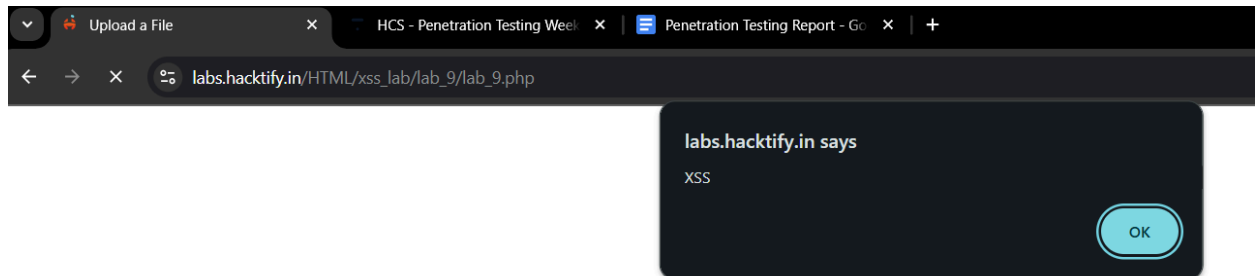 Upload a File
HCS - Penetration Testing Week
Penetration Testing Report - Go
labs.hacktify.in/HTML/xss_lab/lab_9/lab_9.php
labs.hacktify.in says
XSS
OK